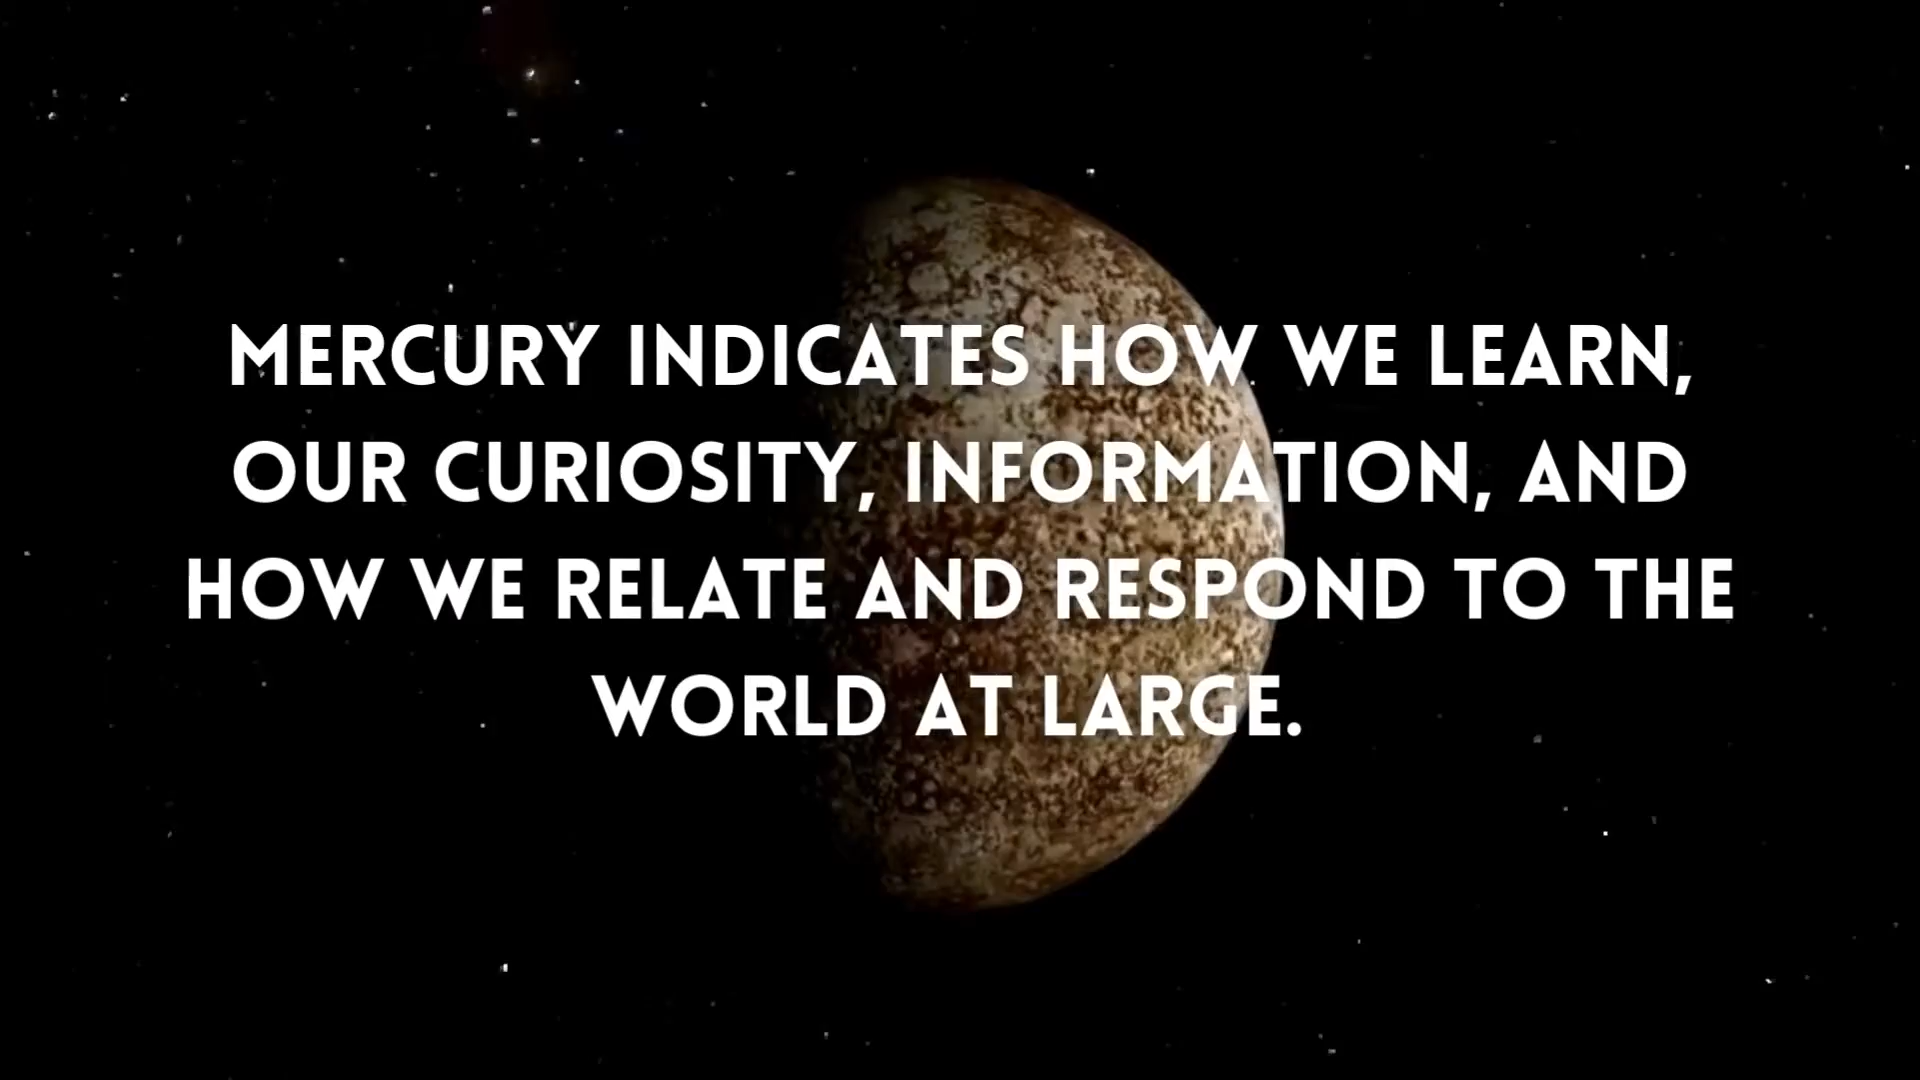 MERCURY INDICATES HOW WE LEARN,
OUR CURIOSITY, INFORMATION, AND
HOW WE RELATE AND RESPOND TO THE
WORLD AT LARGE.